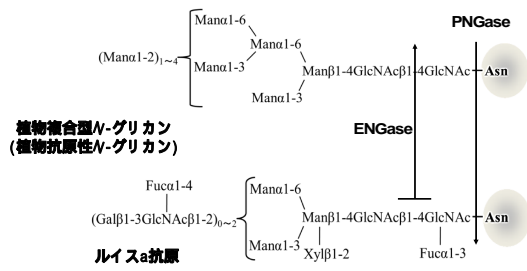 PNGase
Manα1-6
Manα1-6
(Manα1-2)1~4
Manα1-3
Manβ1-4GlcNAcβ1-4GlcNAc
Asn
Manα1-3
植物複合型N-グリカン
(植物抗原性N-グリカン)
ENGase
Fucα1-4
Manα1-6
(Galβ1-3GlcNAcβ1-2)0~2
Manβ1-4GlcNAcβ1-4GlcNAc
Asn
Manα1-3
Xylβ1-2
Fucα1-3
ルイスa抗原